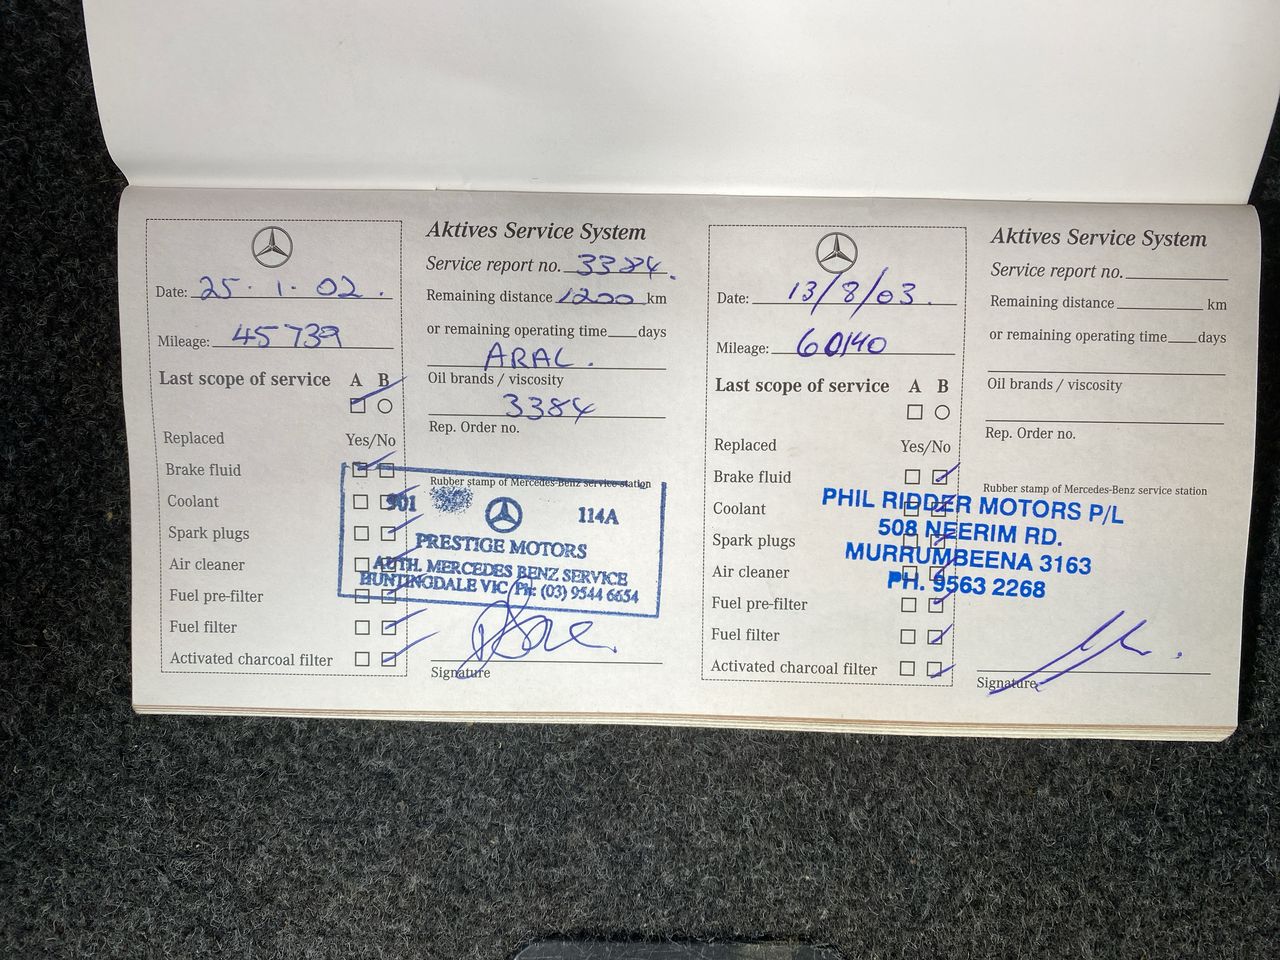 Date: 25.1.02.
Mileage: 45739
Last scope of service A B
Replaced Yes/No
Brake fluid
Coolant
Spark plugs
Air cleaner
Fuel pre-filter
Fuel filter
Activated charcoal filter
Aktives Service System
Service report no. 3384.
Remaining distance 1200 km
or remaining operating time days
ARAL.
Oil brands / viscosity
3384
Rep. Order no.
Rubber stamp of Mercedes-Benz service station
901 114A
PRESTIGE MOTORS
AUTH. MERCEDES BENZ SERVICE
HUNTINGDALE VIC Ph: (03) 9544 6654
Signature
Date: 13/8/03.
Mileage: 60140
Last scope of service A B
Replaced Yes/No
Brake fluid
Coolant
Spark plugs
Air cleaner
Fuel pre-filter
Fuel filter
Activated charcoal filter
Aktives Service System
Service report no.
Remaining distance km
or remaining operating time days
Oil brands / viscosity
Rep. Order no.
Rubber stamp of Mercedes-Benz service station
PHIL RIDDER MOTORS P/L
508 NEERIM RD.
MURRUMBEENA 3163
PH. 9563 2268
Signature